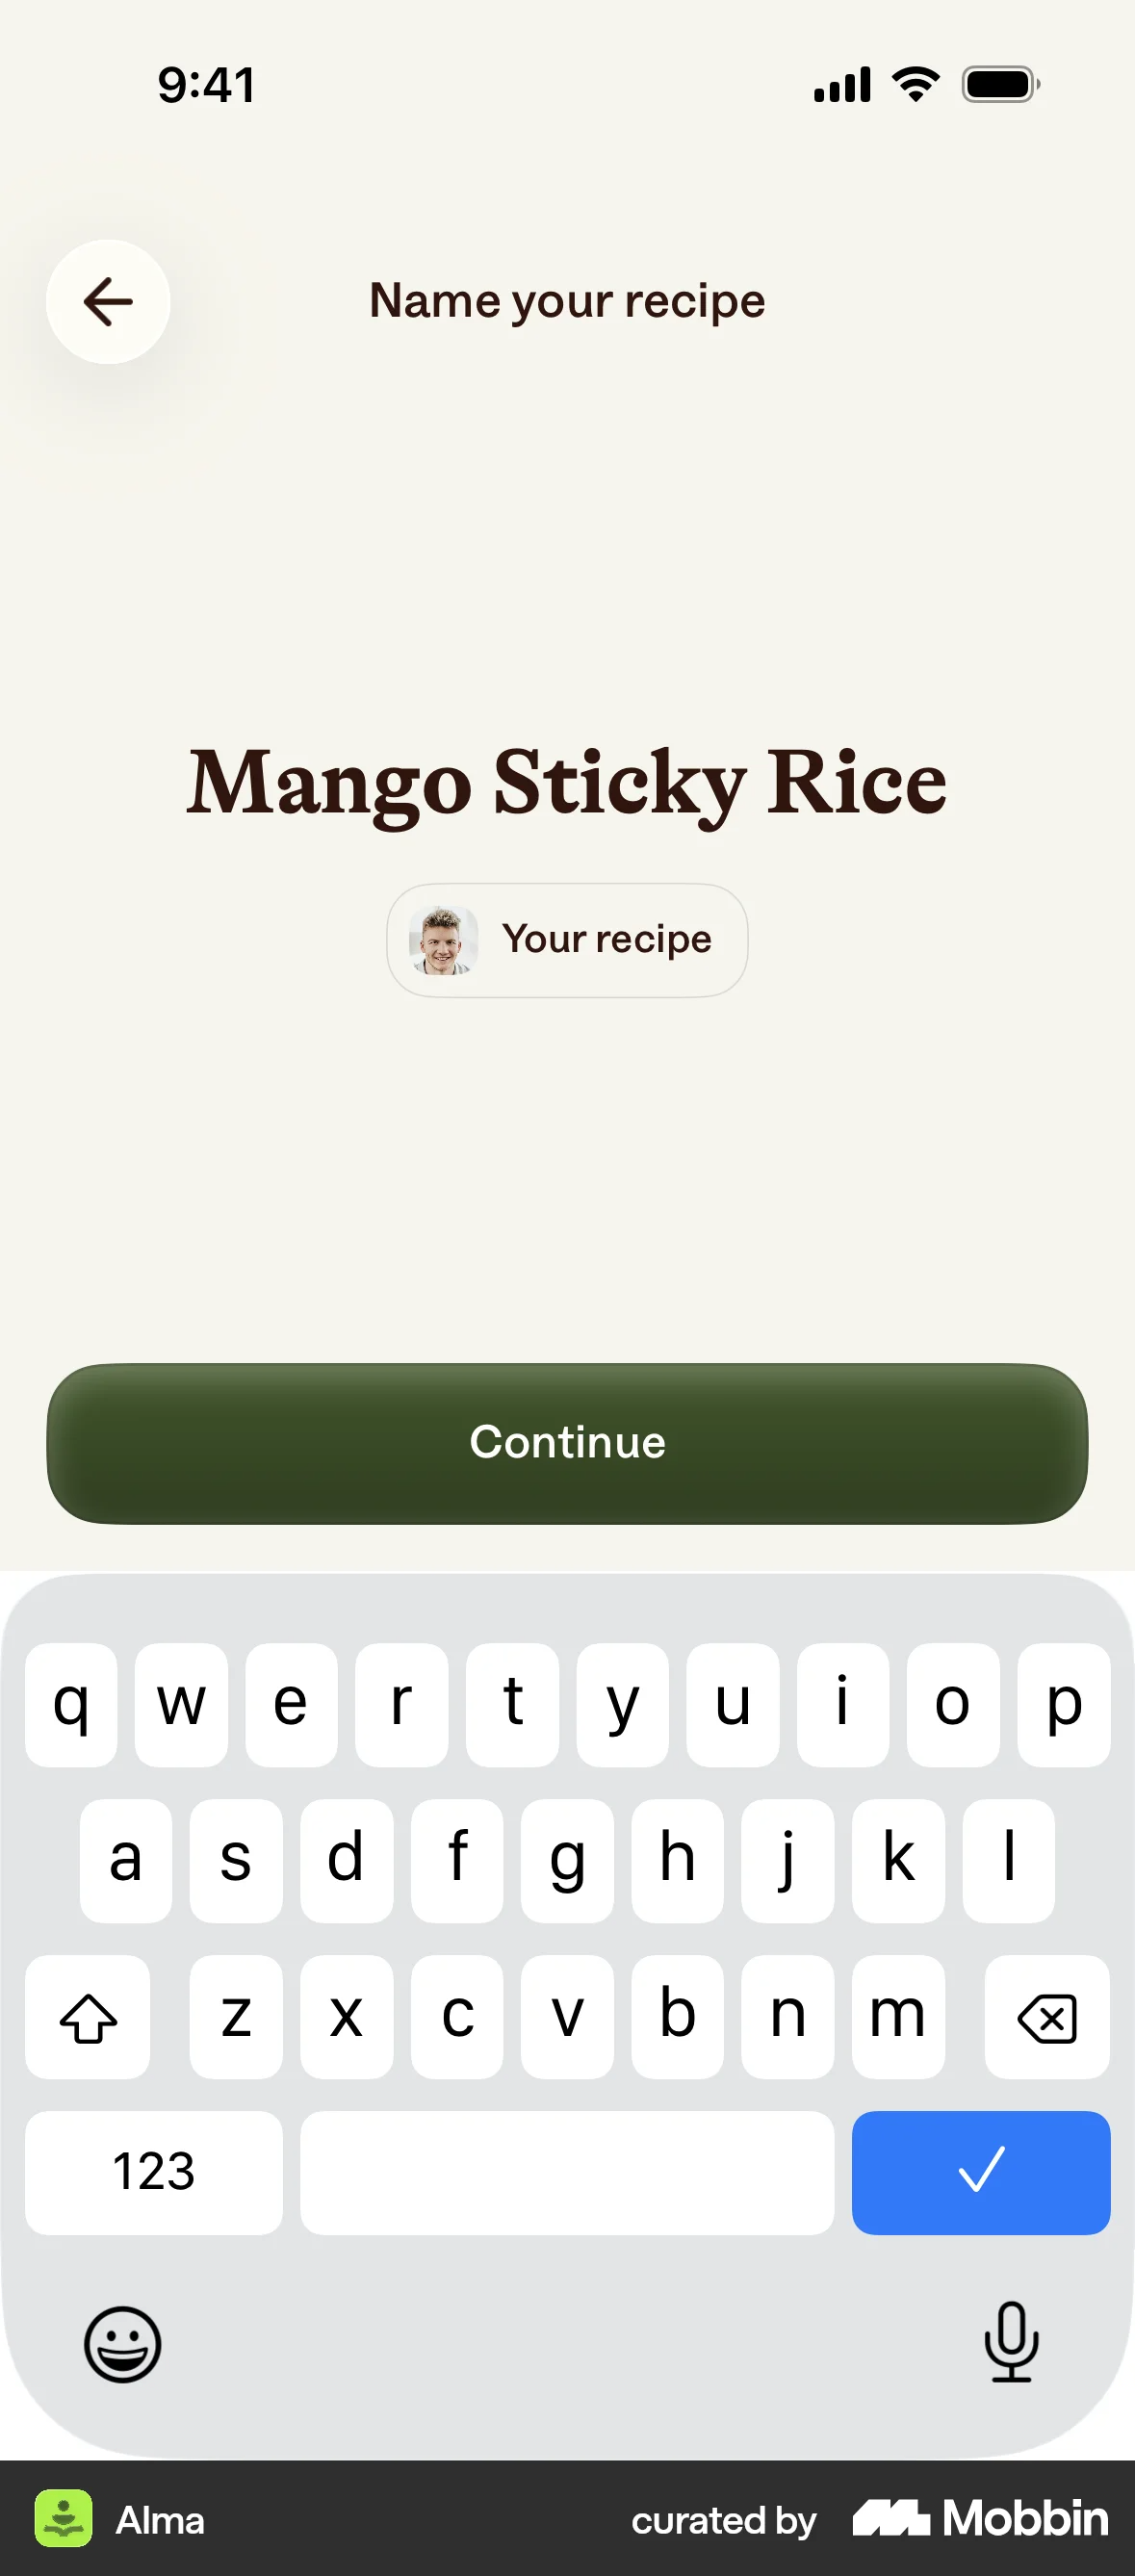 9:41
Name your recipe
Mango Sticky Rice
Your recipe
Continue
q w e r t y u i o p
a s d f g h j k l
z x c v b n m
123
Alma curated by Mobbin